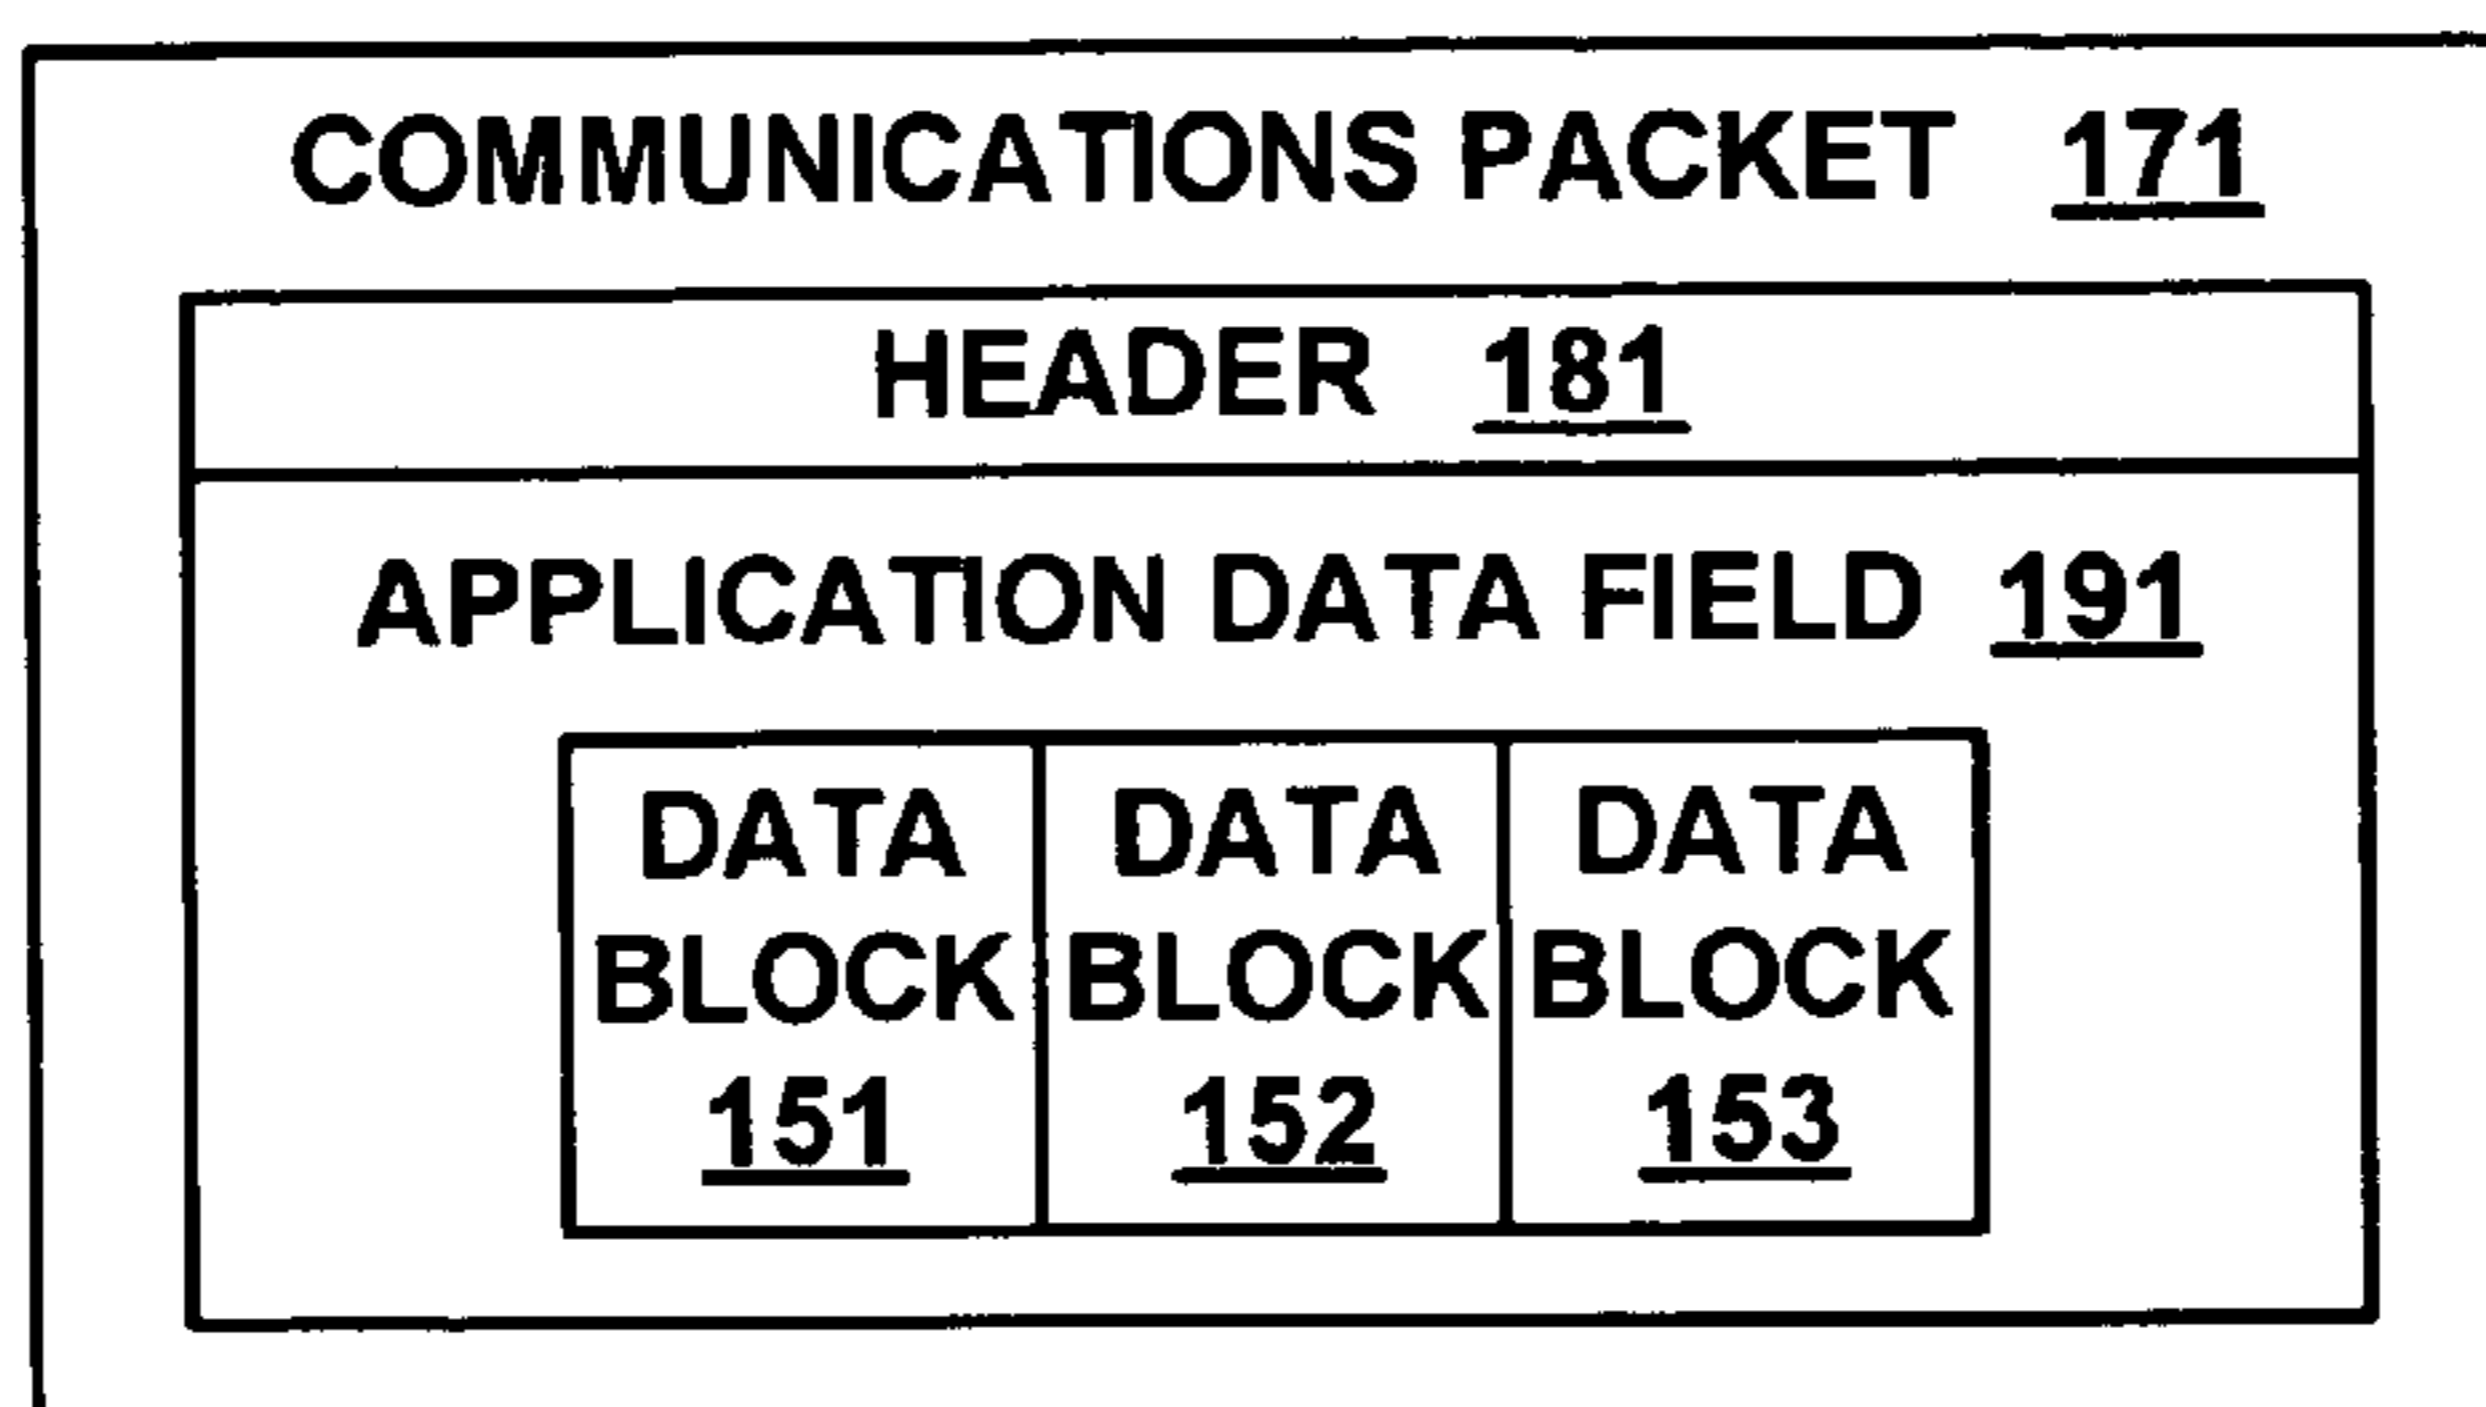 COMMUNICATIONS PACKET 171
HEADER 181
APPLICATION DATA FIELD 191
DATA DATA DATA
BLOCK BLOCK BLOCK
151 152 153